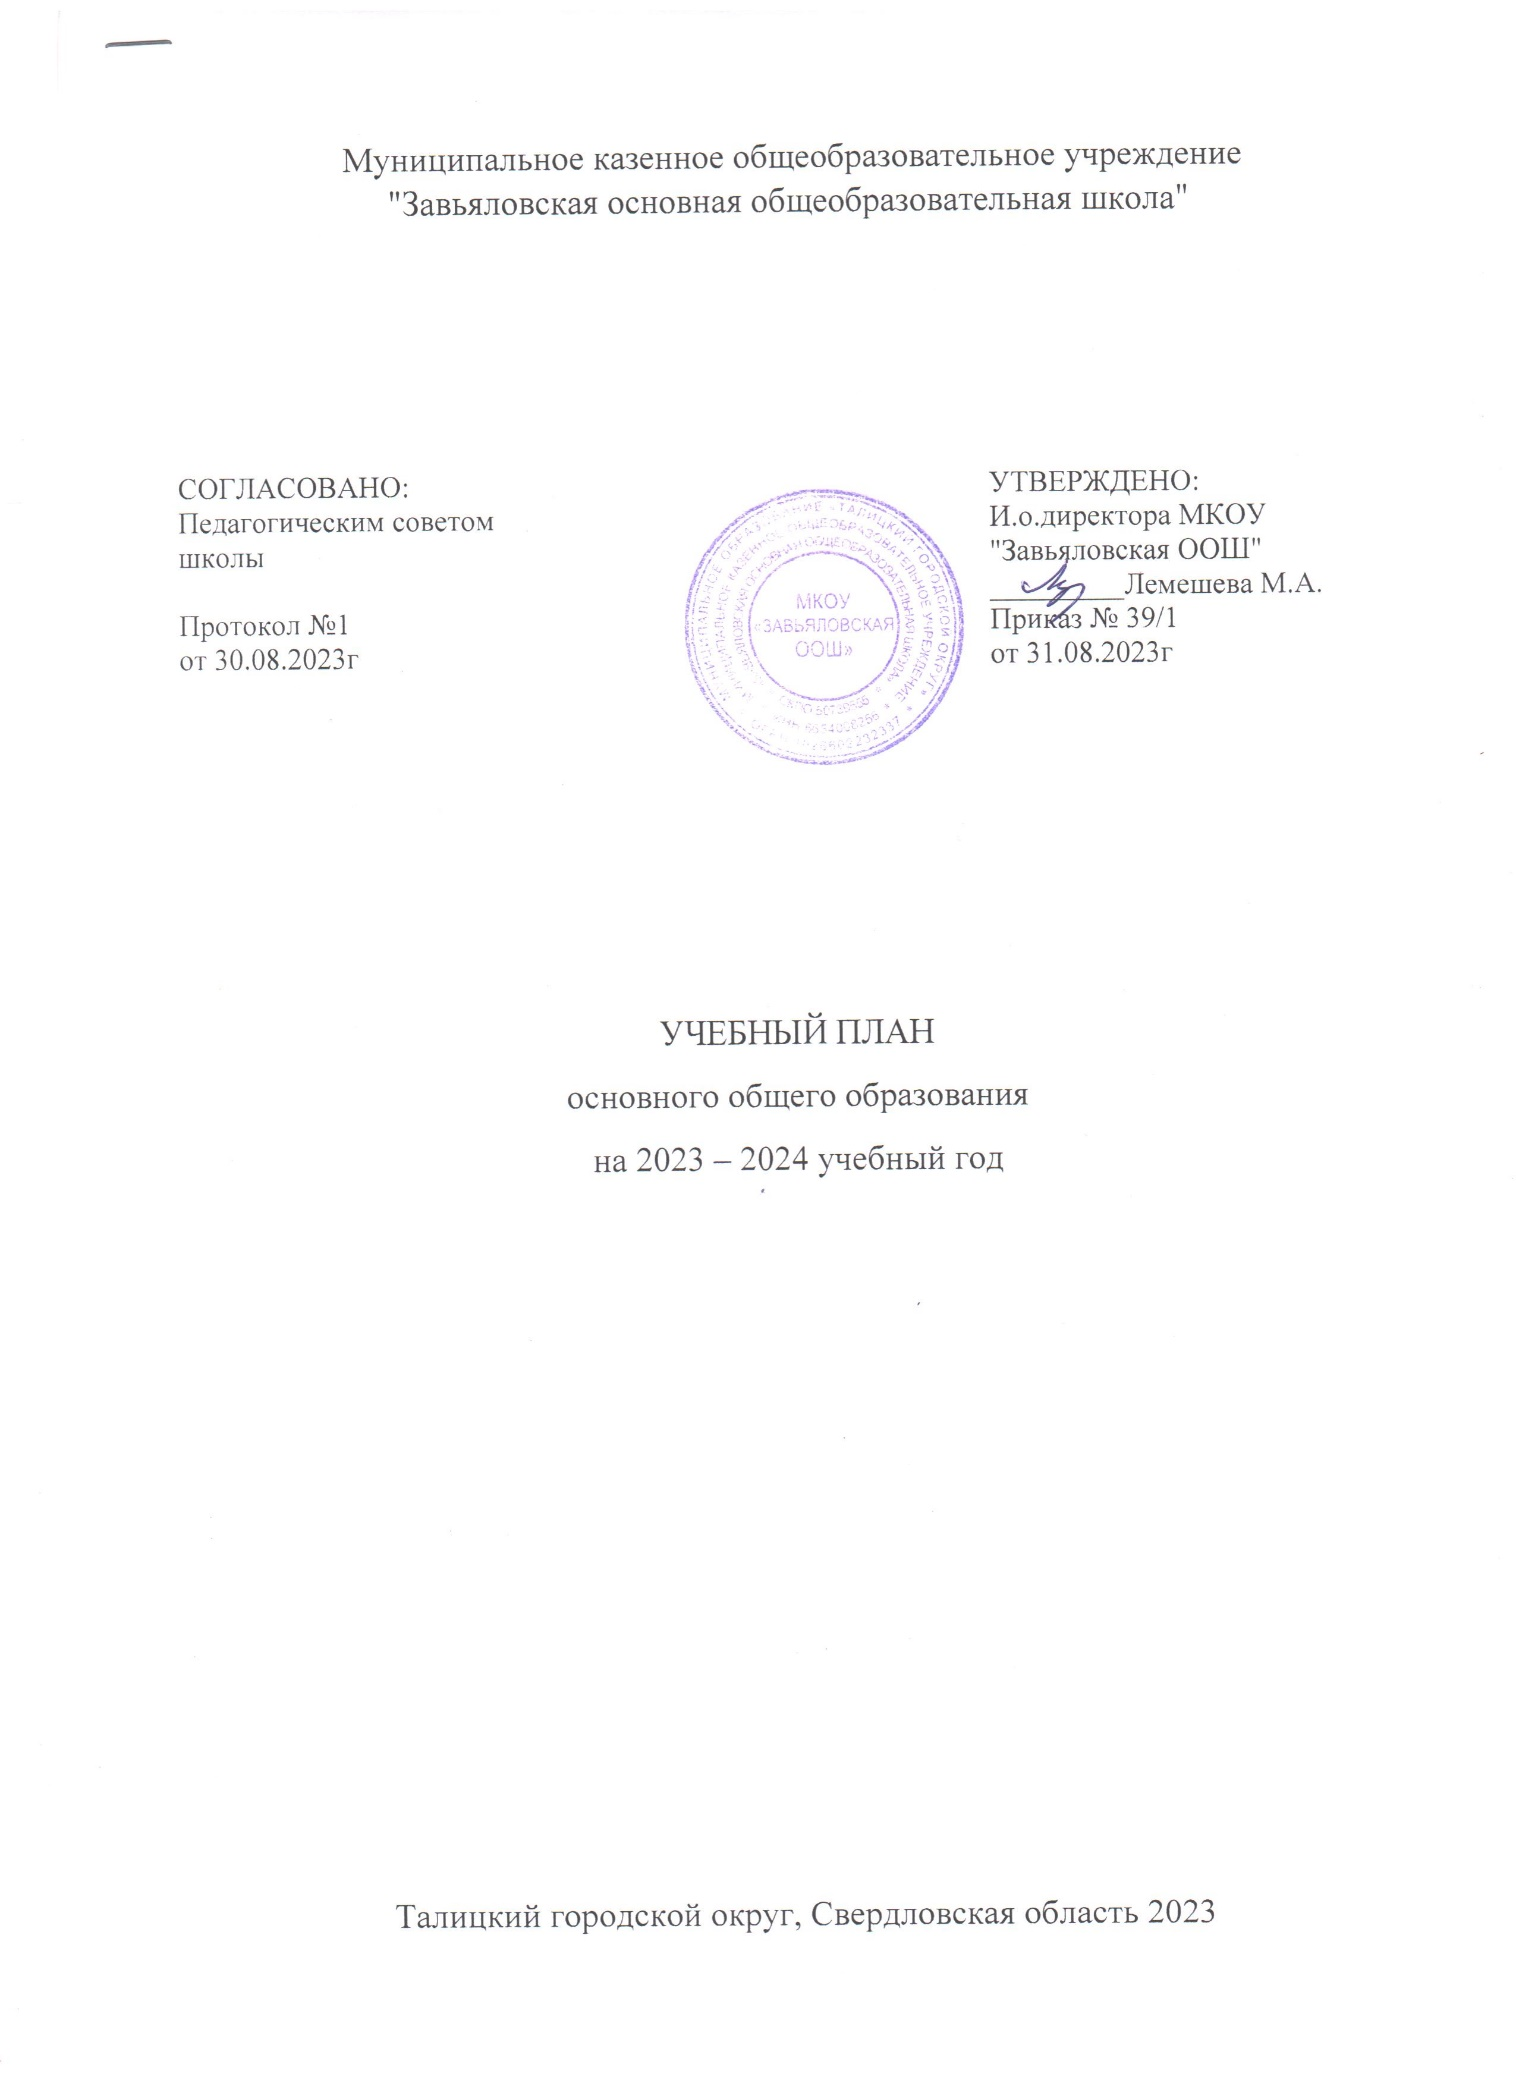 Муниципальное казенное общеобразовательное учреждение
"Завьяловская основная общеобразовательная школа"
СОГЛАСОВАНО:
Педагогическим советом
школы
Протокол №1
от 30.08.2023г
МКОУ
«ЗАВЬЯЛОВСКАЯ
ООШ»
УТВЕРЖДЕНО:
И.о.директора МКОУ
"Завьяловская ООШ"
_________Лемешева М.А.
Приказ № 39/1
от 31.08.2023г
УЧЕБНЫЙ ПЛАН
основного общего образования
на 2023 – 2024 учебный год
Талицкий городской округ, Свердловская область 2023